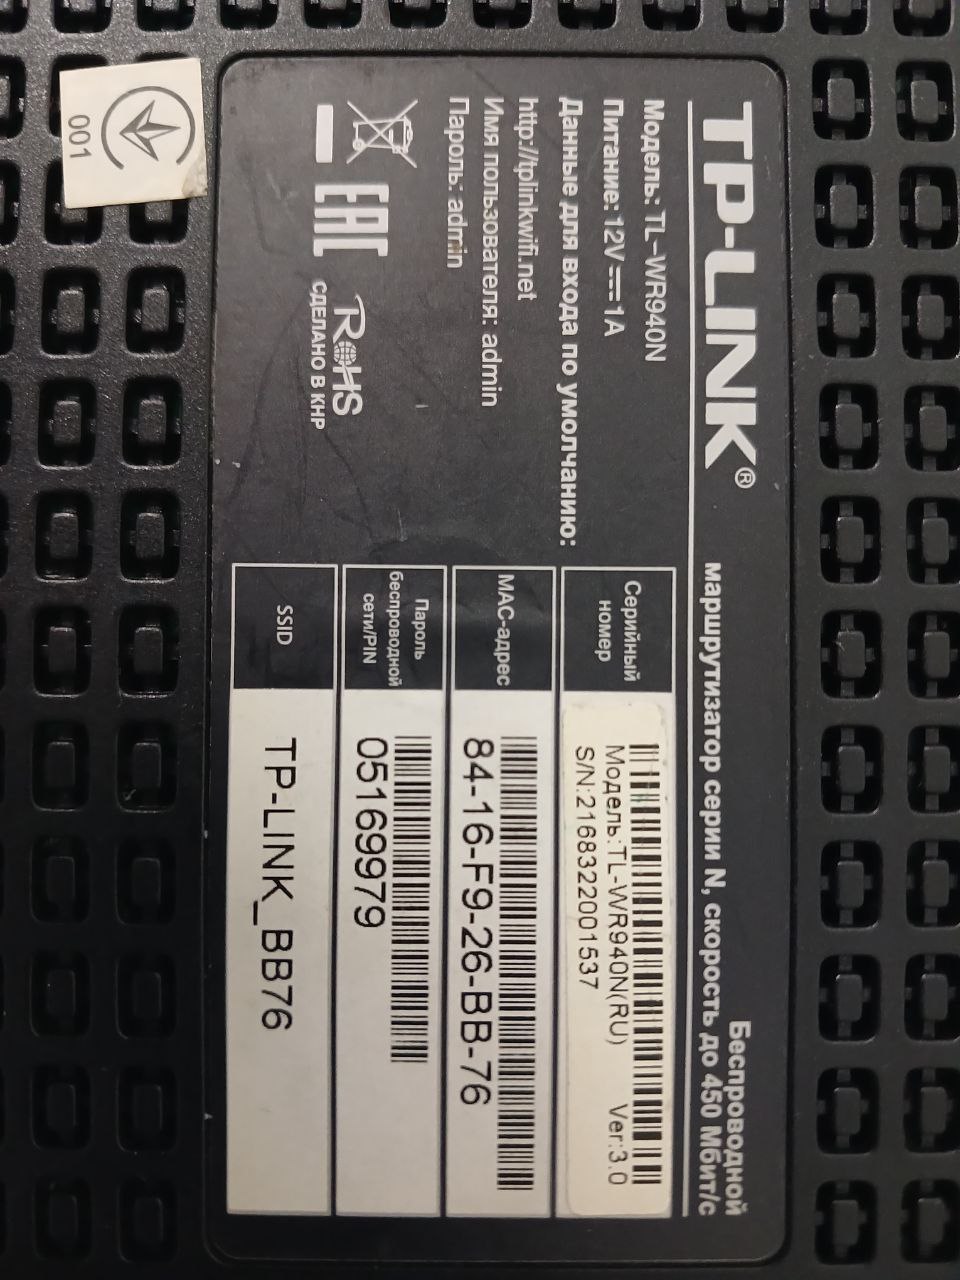 TP-LINK®
Беспроводной
маршрутизатор серии N, скорость до 450 Мбит/с
Модель: TL-WR940N
Питание: 12V 1A
Данные для входа по умолчанию:
http://tplinkwifi.net
Имя пользователя: admin
Пароль: admin
EAC
RoHS
СДЕЛАНО В КНР
Серийный
номер
Модель:TL-WR940N(RU) Ver:3.0
S/N:2168322001537
MAC-адрес
84-16-F9-26-BB-76
Пароль
беспроводной
сети/PIN
05169979
SSID
TP-LINK_BB76
001